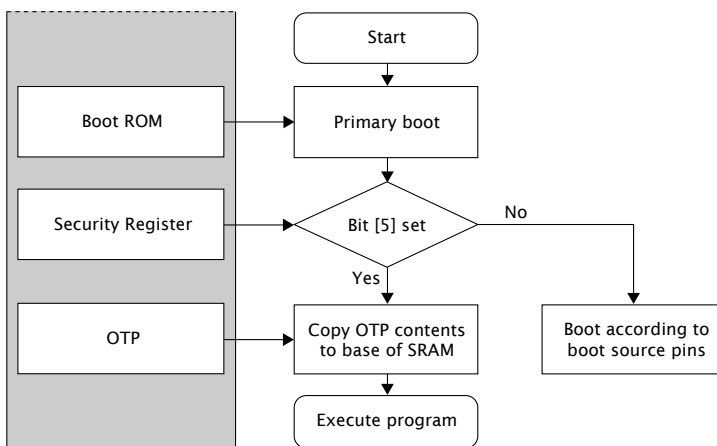 Start
Boot ROM
Primary boot
Security Register
Bit [5] set
No
Yes
OTP
Copy OTP contents
to base of SRAM
Boot according to
boot source pins
Execute program